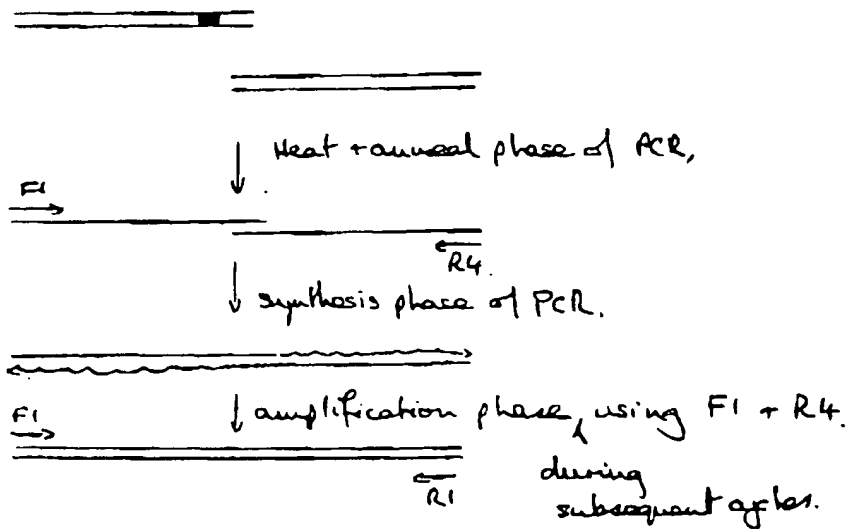 Heat + anneal phase of PCR,
F1
R4.
synthesis phase of PCR.
F1
amplification phase, using F1 + R4.
during
R1
subsequent cycles.